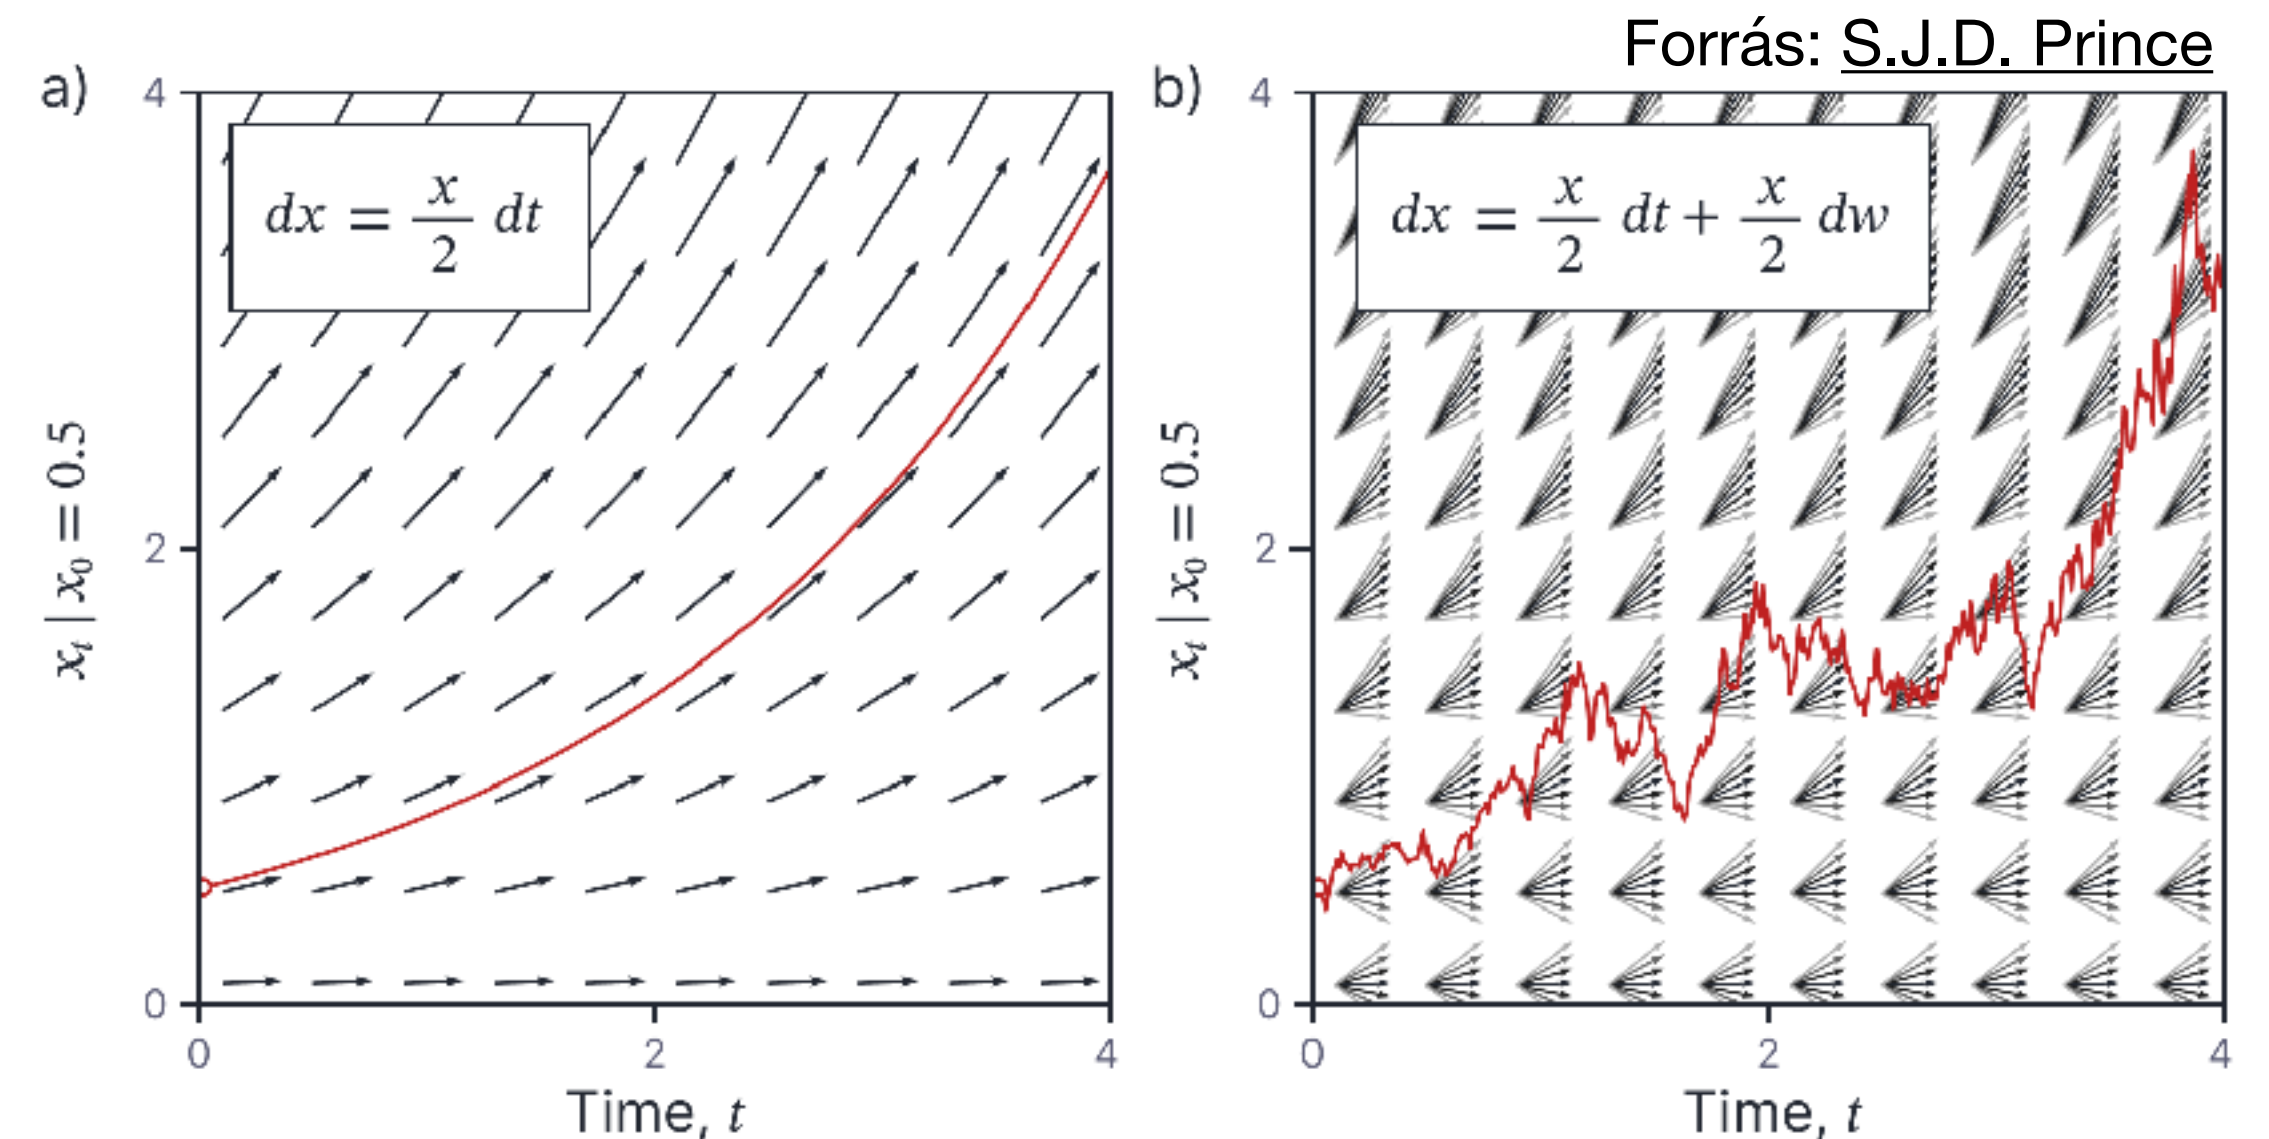 Forrás: S.J.D. Prince
a)
4
2
0
0 2 4
x_t | x_0 = 0.5
dx = x/2 dt
Time, t
b)
4
2
0
0 2 4
x_t | x_0 = 0.5
dx = x/2 dt + x/2 dw
Time, t